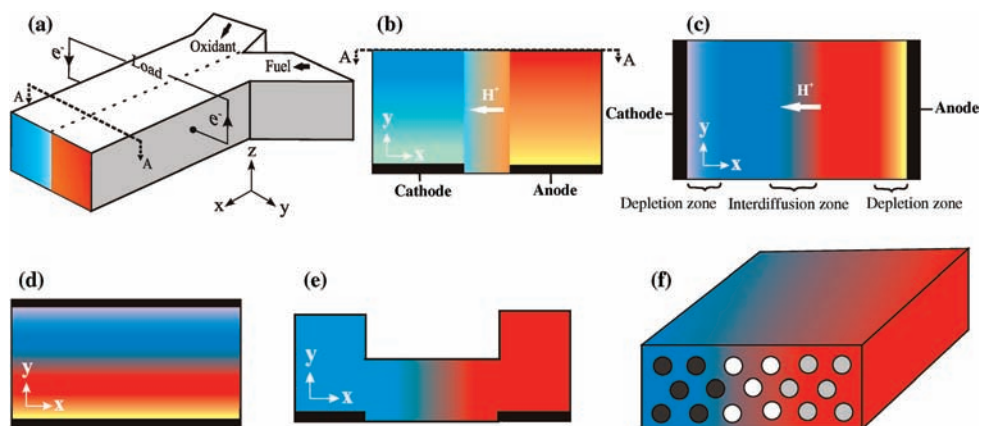 (a)
Oxidant
Fuel
Load
e-
e-
A
A
z
x
y
(b)
A
A
H+
y
x
Cathode
Anode
(c)
Cathode
H+
Anode
y
x
Depletion zone
Interdiffusion zone
Depletion zone
(d)
y
x
(e)
y
x
(f)